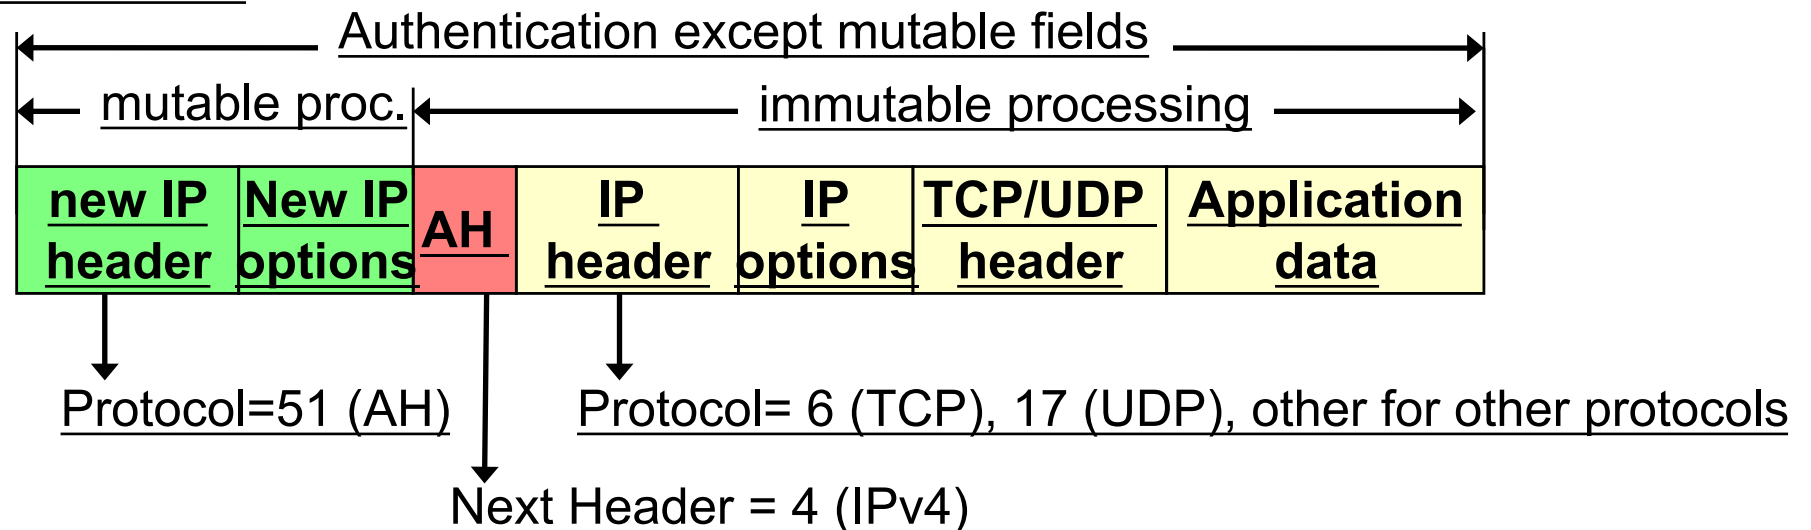 Authentication except mutable fields
mutable proc. immutable processing
new IP header New IP options AH IP header IP options TCP/UDP header Application data
Protocol=51 (AH) Protocol= 6 (TCP), 17 (UDP), other for other protocols
Next Header = 4 (IPv4)